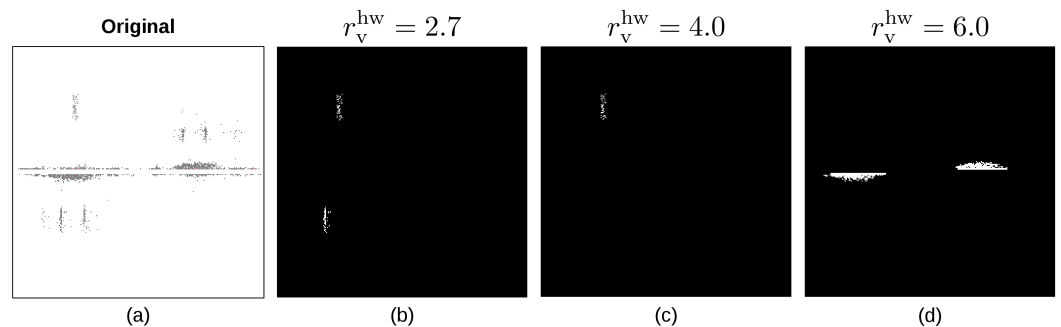 Original
r_v^hw = 2.7
r_v^hw = 4.0
r_v^hw = 6.0
(a)
(b)
(c)
(d)